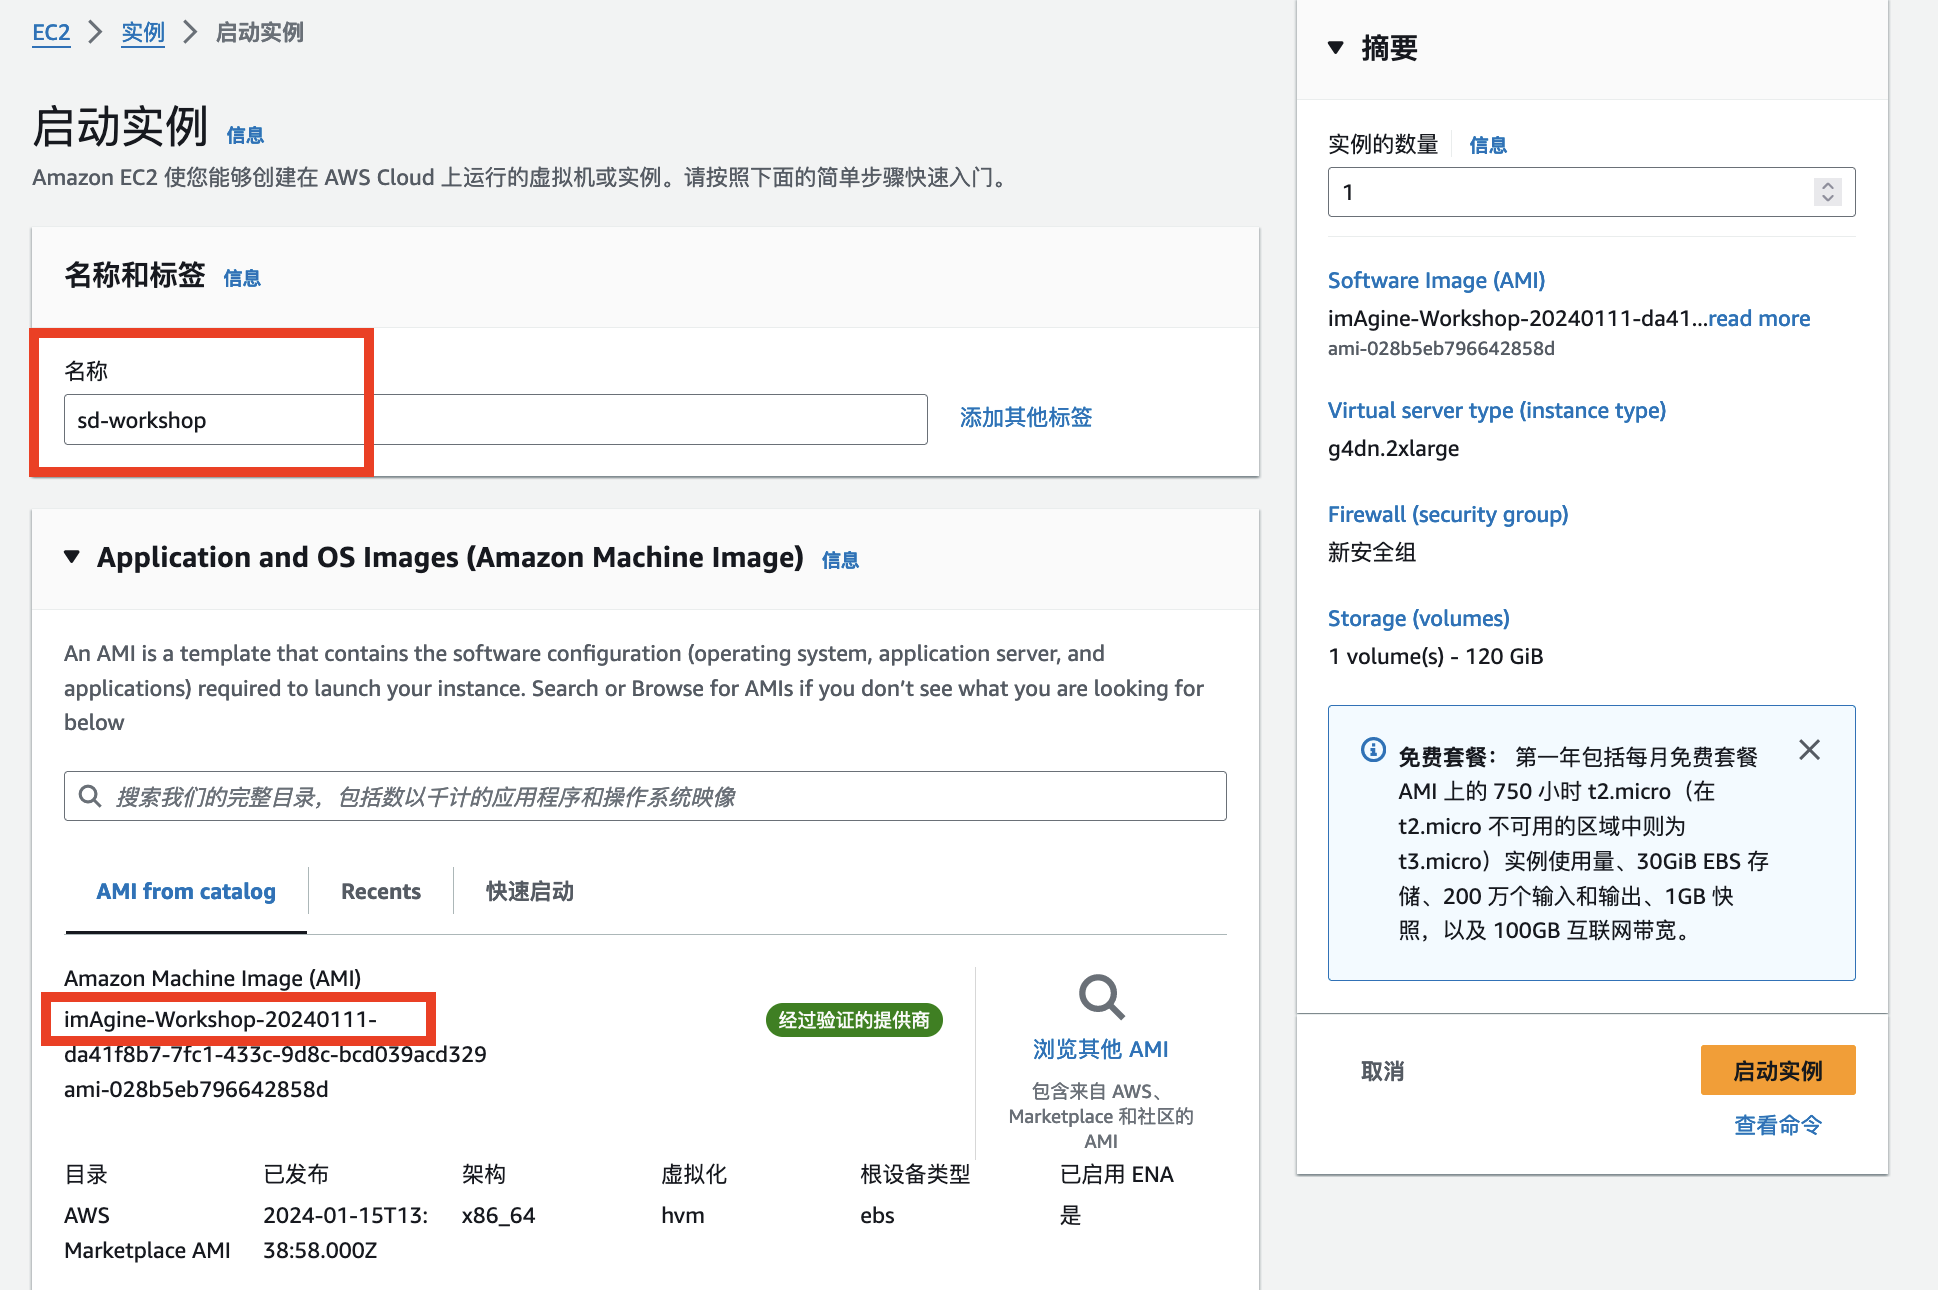 EC2 > 实例 > 启动实例
启动实例 信息
Amazon EC2 使您能够创建在 AWS Cloud 上运行的虚拟机或实例。请按照下面的简单步骤快速入门。
名称和标签 信息
名称
sd-workshop
添加其他标签
Application and OS Images (Amazon Machine Image) 信息
An AMI is a template that contains the software configuration (operating system, application server, and
applications) required to launch your instance. Search or Browse for AMIs if you don’t see what you are looking for
below
搜索我们的完整目录，包括数以千计的应用程序和操作系统映像
AMI from catalog
Recents
快速启动
Amazon Machine Image (AMI)
imAgine-Workshop-20240111-
da41f8b7-7fc1-433c-9d8c-bcd039acd329
ami-028b5eb796642858d
经过验证的提供商
浏览其他 AMI
包含来自 AWS、
Marketplace 和社区的
AMI
目录
AWS
Marketplace AMI
已发布
2024-01-15T13:
38:58.000Z
架构
x86_64
虚拟化
hvm
根设备类型
ebs
已启用 ENA
是
摘要
实例的数量 信息
1
Software Image (AMI)
imAgine-Workshop-20240111-da41...read more
ami-028b5eb796642858d
Virtual server type (instance type)
g4dn.2xlarge
Firewall (security group)
新安全组
Storage (volumes)
1 volume(s) - 120 GiB
免费套餐： 第一年包括每月免费套餐
AMI 上的 750 小时 t2.micro（在
t2.micro 不可用的区域中则为
t3.micro）实例使用量、30GiB EBS 存
储、200 万个输入和输出、1GB 快
照，以及 100GB 互联网带宽。
取消
启动实例
查看命令